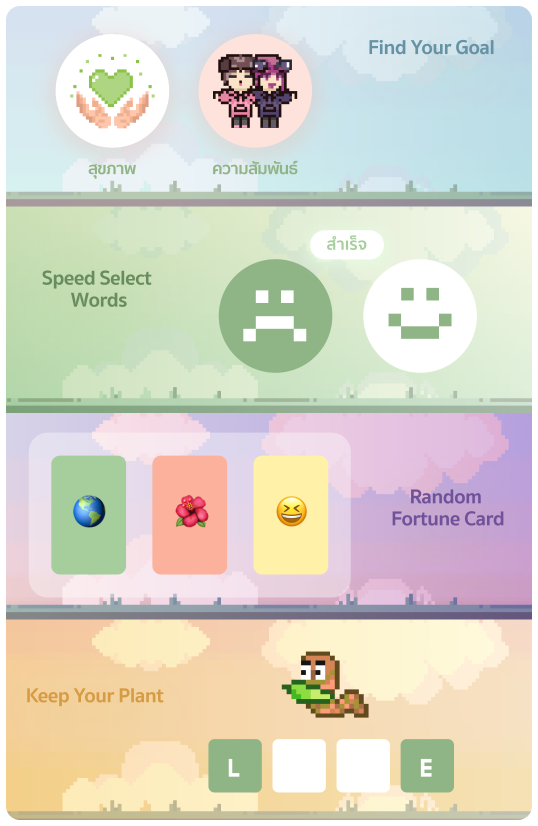 Find Your Goal
สุขภาพ
ความสัมพันธ์
สำเร็จ
Speed Select
Words
Random
Fortune Card
Keep Your Plant
L
E